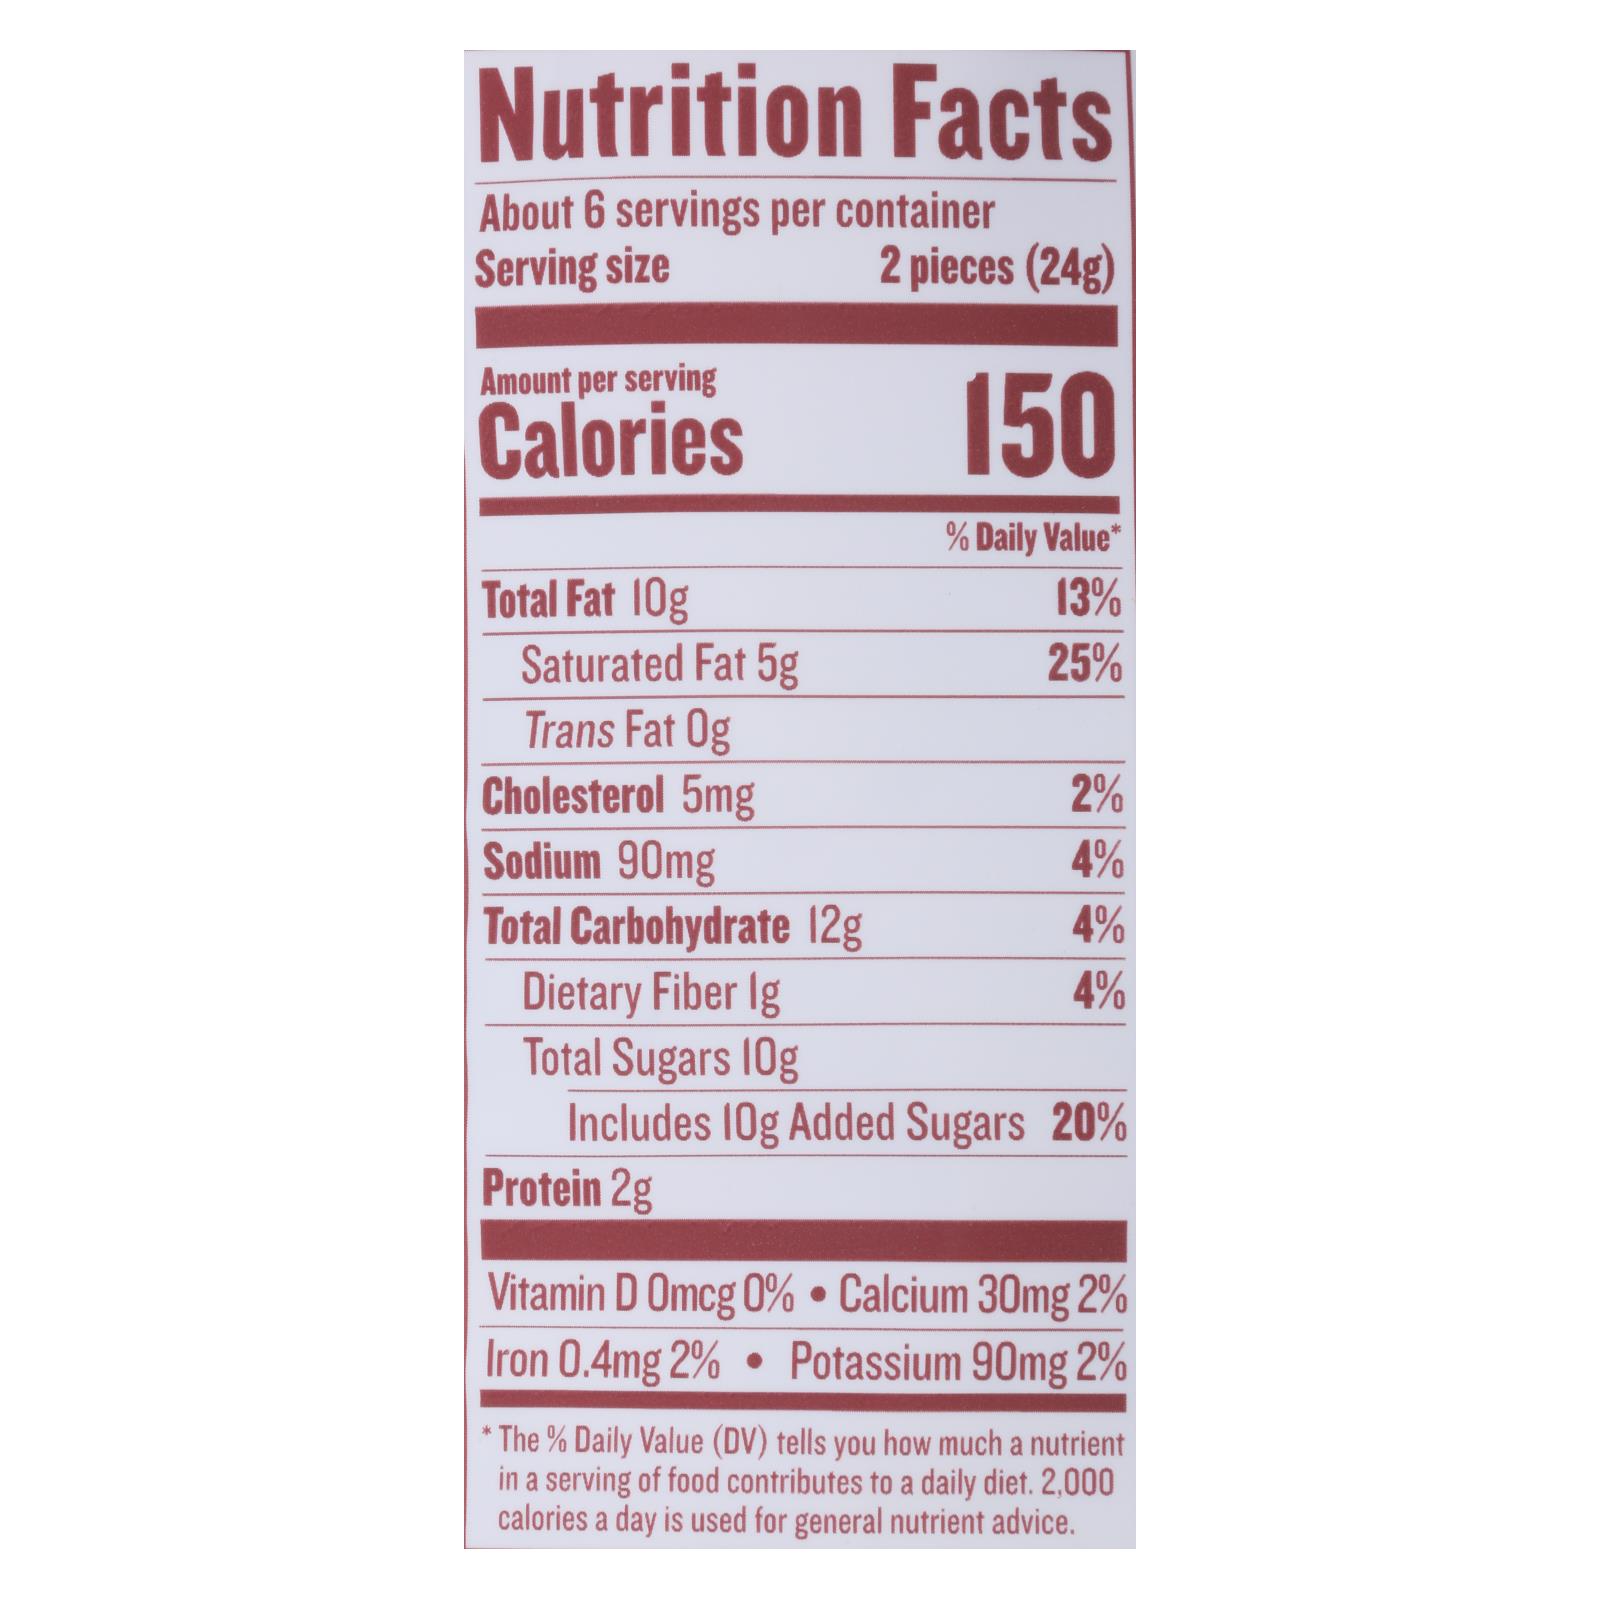 Nutrition Facts
About 6 servings per container
Serving size 2 pieces (24g)
Amount per serving
Calories 150
% Daily Value*
Total Fat 10g 13%
Saturated Fat 5g 25%
Trans Fat 0g
Cholesterol 5mg 2%
Sodium 90mg 4%
Total Carbohydrate 12g 4%
Dietary Fiber 1g 4%
Total Sugars 10g
Includes 10g Added Sugars 20%
Protein 2g
Vitamin D 0mcg 0% • Calcium 30mg 2%
Iron 0.4mg 2% • Potassium 90mg 2%
* The % Daily Value (DV) tells you how much a nutrient
in a serving of food contributes to a daily diet. 2,000
calories a day is used for general nutrient advice.